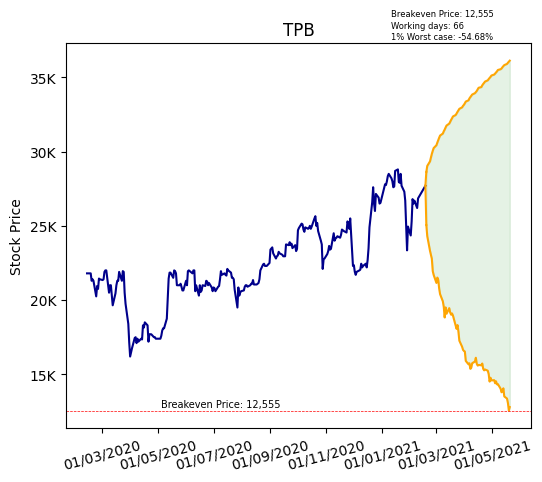 Breakeven Price: 12,555
Working days: 66
1% Worst case: -54.68%
TPB
Stock Price
35K
30K
25K
20K
15K
Breakeven Price: 12,555
01/03/2020
01/05/2020
01/07/2020
01/09/2020
01/11/2020
01/01/2021
01/03/2021
01/05/2021